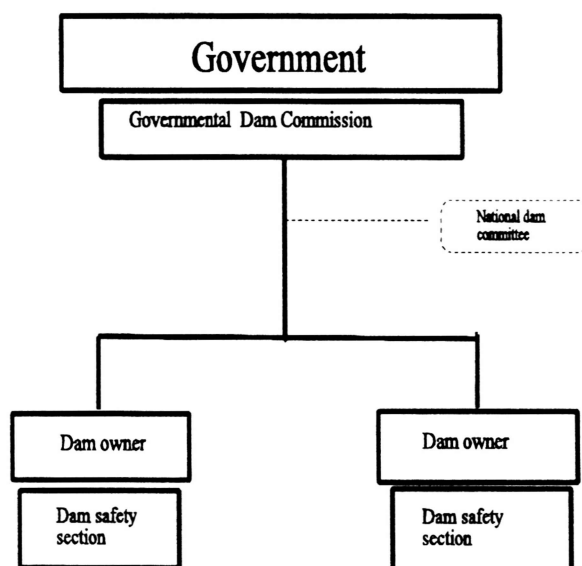 Government
Governmental Dam Commission
National dam
committee
Dam owner
Dam owner
Dam safety
section
Dam safety
section